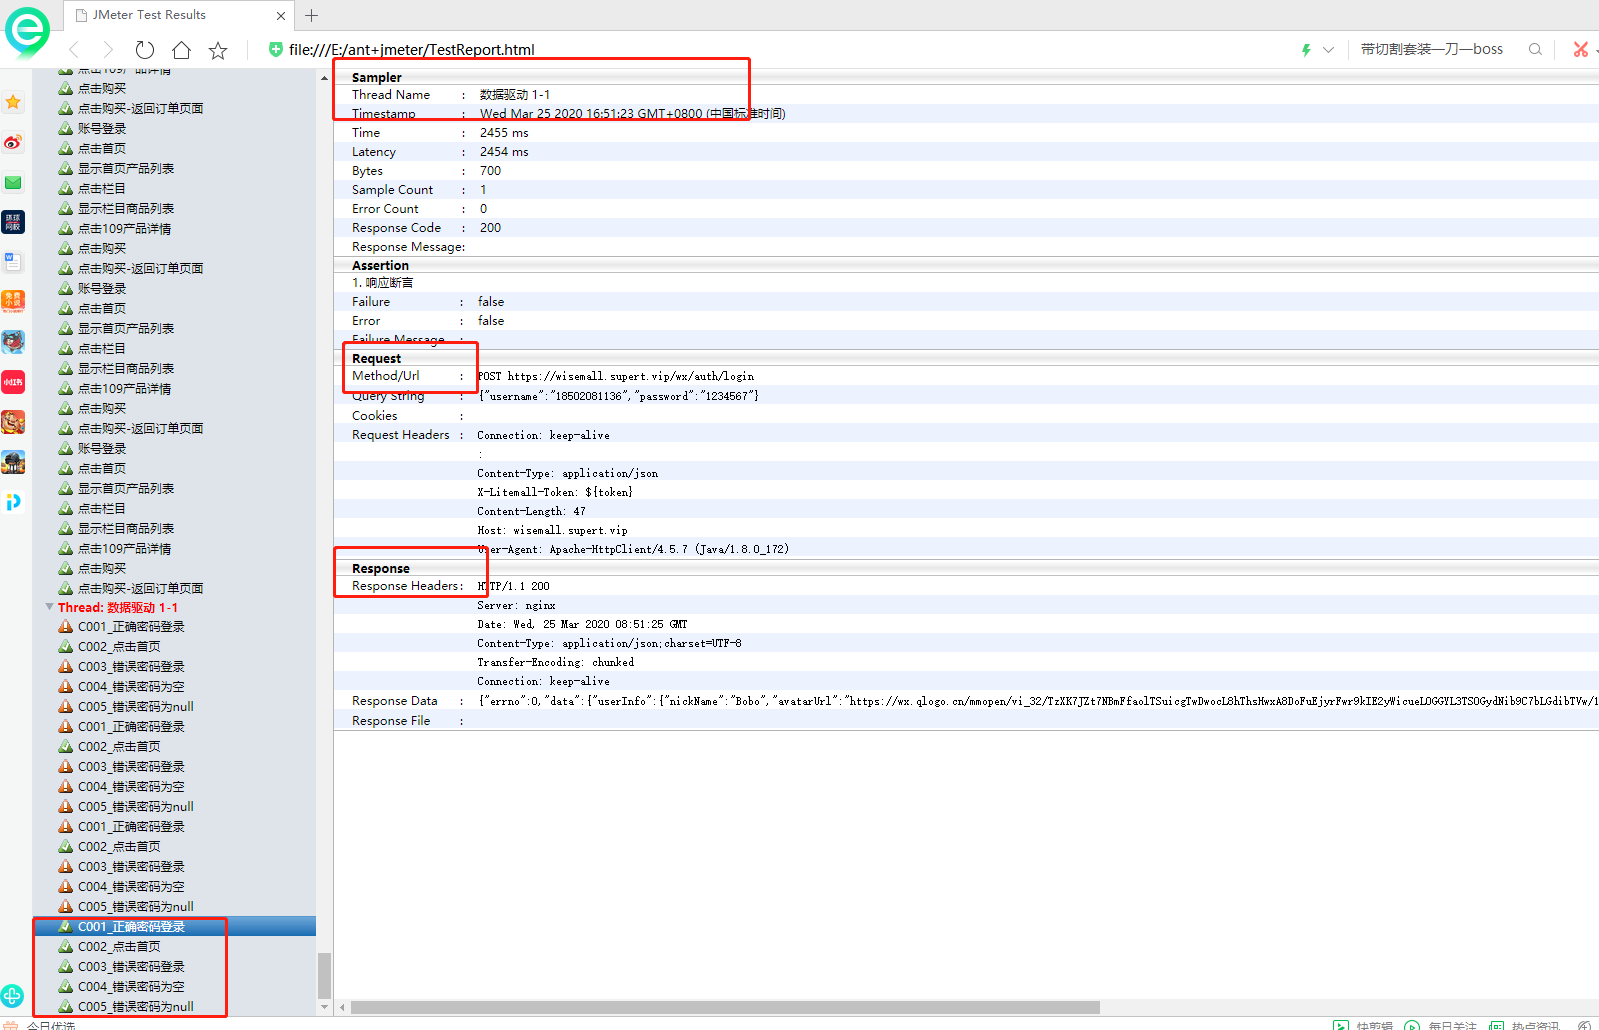 JMeter Test Results
file:///E:/ant+jmeter/TestReport.html
带切割套装一刀一boss
点击109产品详情
点击购买
点击购买-返回订单页面
账号登录
点击首页
显示首页产品列表
点击栏目
显示栏目商品列表
点击109产品详情
点击购买
点击购买-返回订单页面
账号登录
点击首页
显示首页产品列表
点击栏目
显示栏目商品列表
点击109产品详情
点击购买
点击购买-返回订单页面
账号登录
点击首页
显示首页产品列表
点击栏目
显示栏目商品列表
点击109产品详情
点击购买
点击购买-返回订单页面
Thread: 数据驱动 1-1
C001_正确密码登录
C002_点击首页
C003_错误密码登录
C004_错误密码为空
C005_错误密码为null
C001_正确密码登录
C002_点击首页
C003_错误密码登录
C004_错误密码为空
C005_错误密码为null
C001_正确密码登录
C002_点击首页
C003_错误密码登录
C004_错误密码为空
C005_错误密码为null
C001_正确密码登录
C002_点击首页
C003_错误密码登录
C004_错误密码为空
C005_错误密码为null
Sampler
Thread Name : 数据驱动 1-1
Timestamp : Wed Mar 25 2020 16:51:23 GMT+0800 (中国标准时间)
Time : 2455 ms
Latency : 2454 ms
Bytes : 700
Sample Count : 1
Error Count : 0
Response Code : 200
Response Message:
Assertion
1. 响应断言
Failure : false
Error : false
Failure Message :
Request
Method/Url : POST https://wisemall.supert.vip/wx/auth/login
Query String : {"username":"18502081136","password":"1234567"}
Cookies :
Request Headers : Connection: keep-alive
:
Content-Type: application/json
X-Litemall-Token: ${token}
Content-Length: 47
Host: wisemall.supert.vip
User-Agent: Apache-HttpClient/4.5.7 (Java/1.8.0_172)
Response
Response Headers: HTTP/1.1 200
Server: nginx
Date: Wed, 25 Mar 2020 08:51:25 GMT
Content-Type: application/json;charset=UTF-8
Transfer-Encoding: chunked
Connection: keep-alive
Response Data : {"errno":0,"data":{"userInfo":{"nickName":"Bobo","avatarUrl":"https://wx.qlogo.cn/mmopen/vi_32/TzXK7JZt7NBmFfaolTSuicgTwDwocL8hThsHwxA8DoFuEjyrFwr9kIE2yWicueLOGGYL3TSOGydNib9C7bLGdibTVw/1
Response File :
今日优选
快剪辑
每日关注
热点资讯